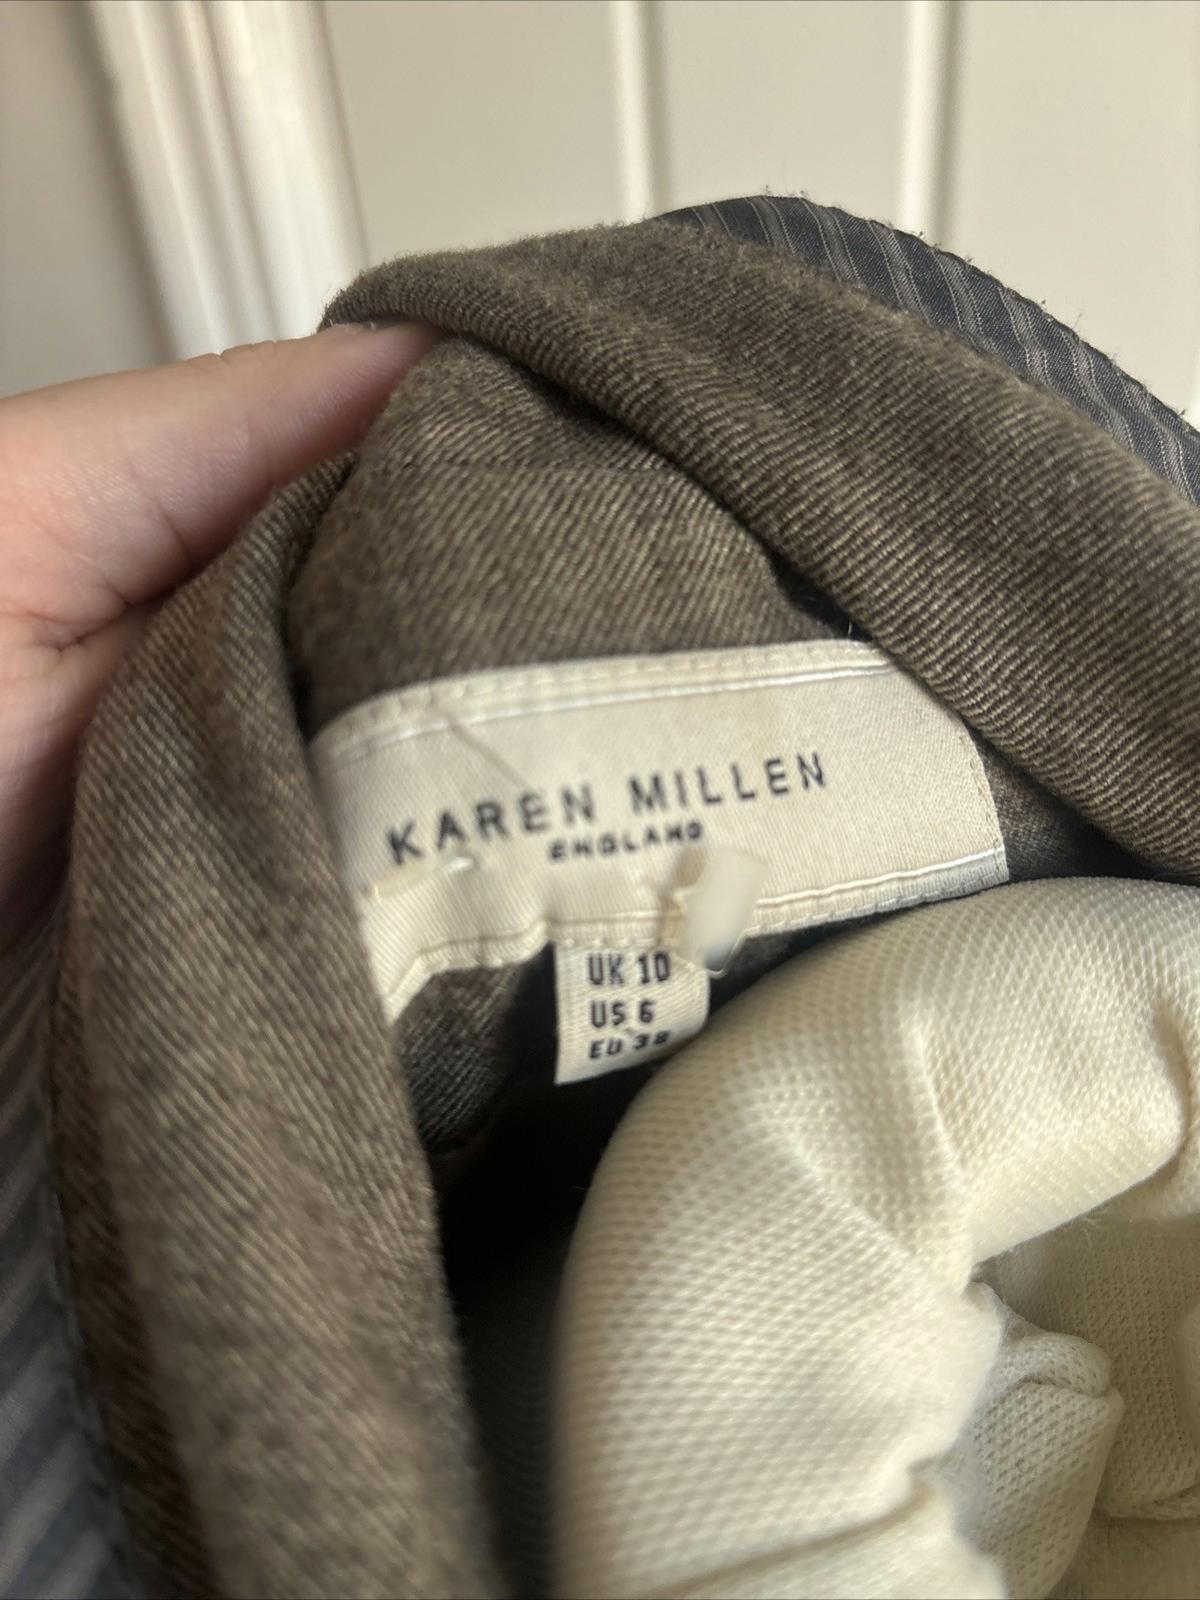 KAREN MILLEN
ENGLAND
UK 10
US 6
EU 38